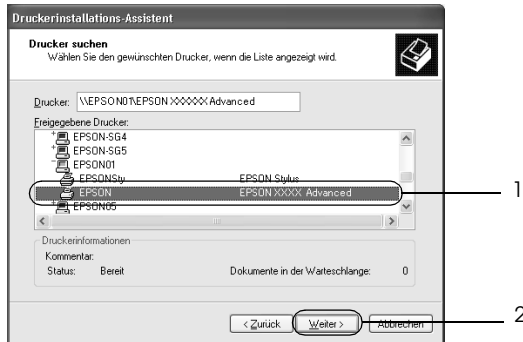 Druckerinstallations-Assistent
Drucker suchen
Wählen Sie den gewünschten Drucker, wenn die Liste angezeigt wird.
Drucker: \\EPSON01\EPSON XXXXXX Advanced
Freigegebene Drucker:
EPSON-SG4
EPSON-SG5
EPSON01
EPSONSty EPSON Stylus
EPSON EPSON XXXX Advanced 1
EPSON05
Druckerinformationen
Kommentar:
Status: Bereit Dokumente in der Warteschlange: 0
< Zurück Weiter > Abbrechen 2